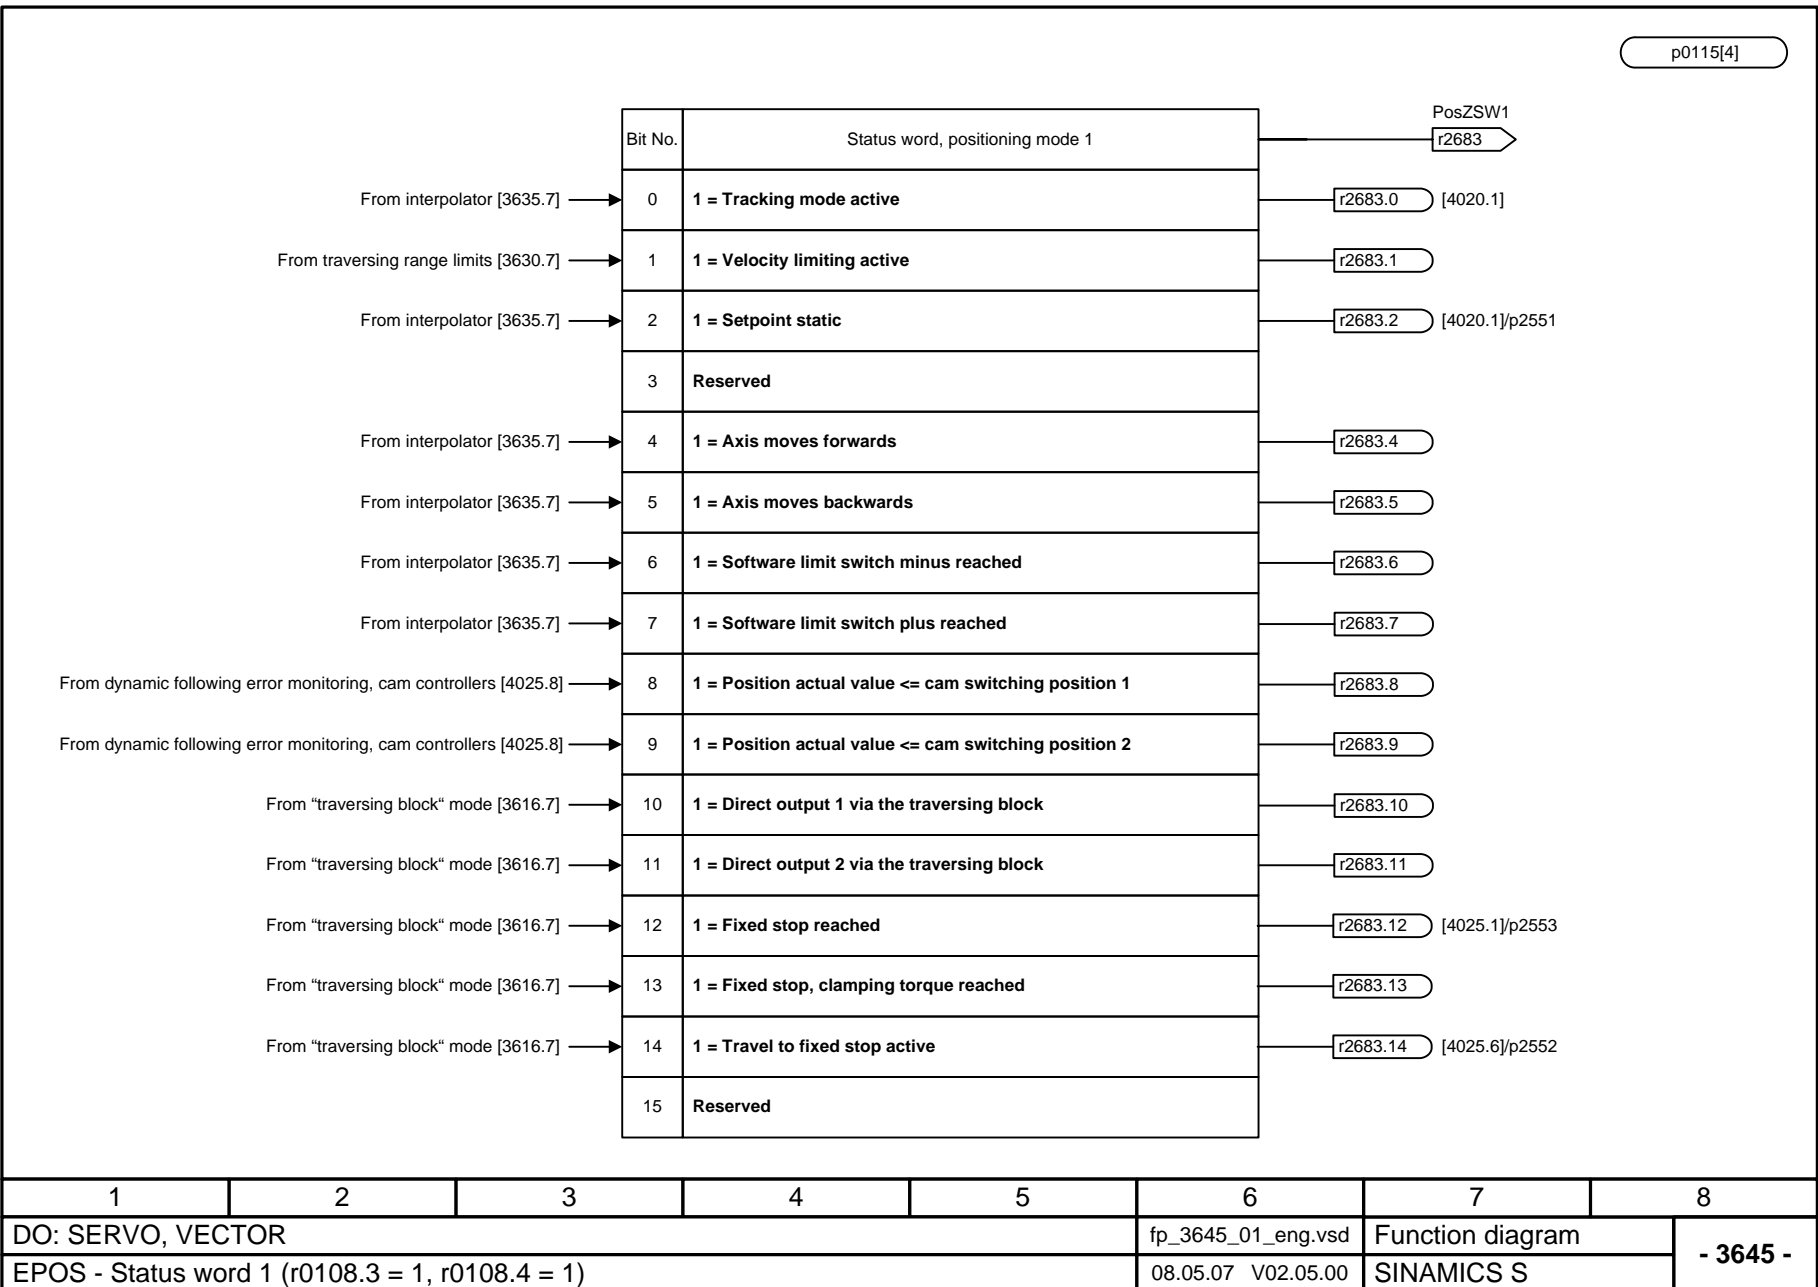 p0115[4]
PosZSW1
Bit No. Status word, positioning mode 1 r2683
From interpolator [3635.7] 0 1 = Tracking mode active r2683.0 [4020.1]
From traversing range limits [3630.7] 1 1 = Velocity limiting active r2683.1
From interpolator [3635.7] 2 1 = Setpoint static r2683.2 [4020.1]/p2551
3 Reserved
From interpolator [3635.7] 4 1 = Axis moves forwards r2683.4
From interpolator [3635.7] 5 1 = Axis moves backwards r2683.5
From interpolator [3635.7] 6 1 = Software limit switch minus reached r2683.6
From interpolator [3635.7] 7 1 = Software limit switch plus reached r2683.7
From dynamic following error monitoring, cam controllers [4025.8] 8 1 = Position actual value <= cam switching position 1 r2683.8
From dynamic following error monitoring, cam controllers [4025.8] 9 1 = Position actual value <= cam switching position 2 r2683.9
From “traversing block“ mode [3616.7] 10 1 = Direct output 1 via the traversing block r2683.10
From “traversing block“ mode [3616.7] 11 1 = Direct output 2 via the traversing block r2683.11
From “traversing block“ mode [3616.7] 12 1 = Fixed stop reached r2683.12 [4025.1]/p2553
From “traversing block“ mode [3616.7] 13 1 = Fixed stop, clamping torque reached r2683.13
From “traversing block“ mode [3616.7] 14 1 = Travel to fixed stop active r2683.14 [4025.6]/p2552
15 Reserved
1 2 3 4 5 6 7 8
DO: SERVO, VECTOR fp_3645_01_eng.vsd Function diagram - 3645 -
EPOS - Status word 1 (r0108.3 = 1, r0108.4 = 1) 08.05.07 V02.05.00 SINAMICS S